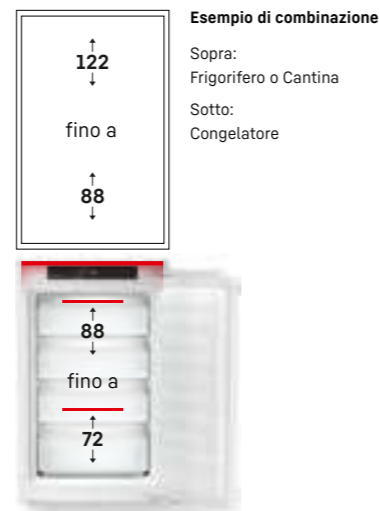 Esempio di combinazione
Sopra:
Frigorifero o Cantina
Sotto:
Congelatore
↑
122
↓
fino a
↑
88
↓
↑
88
↓
fino a
↑
72
↓